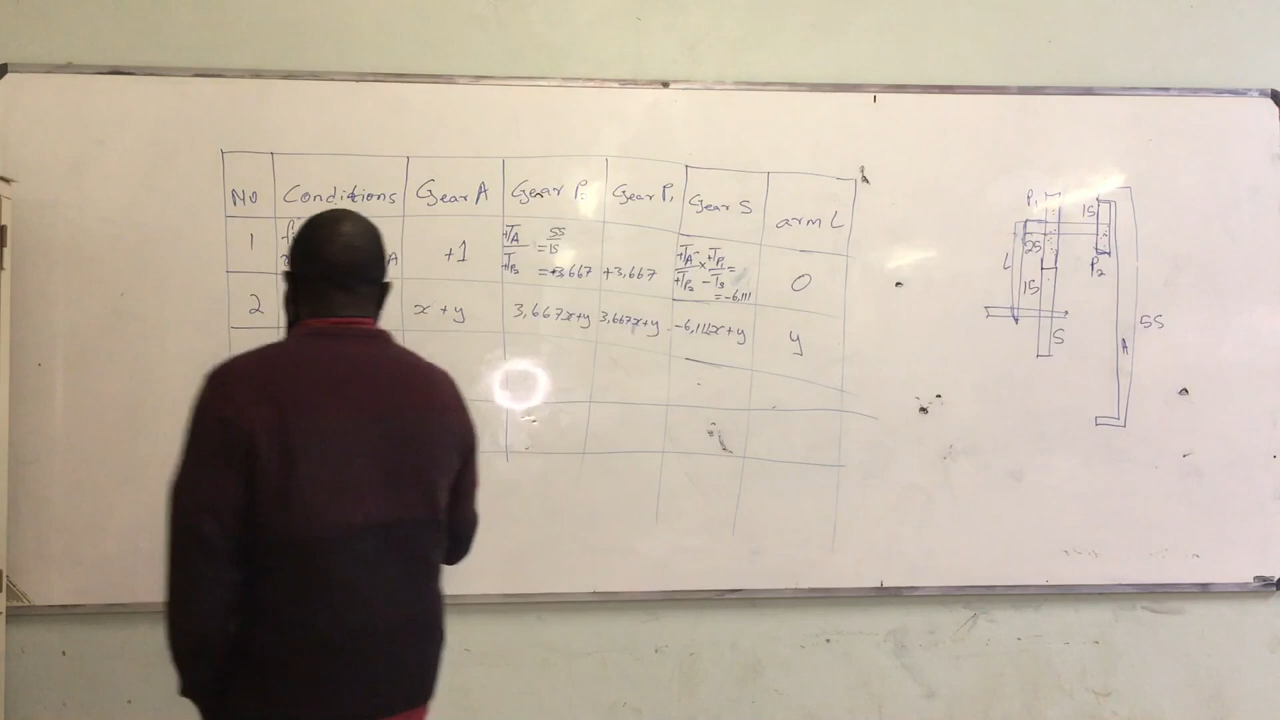 No Conditions Gear A Gear P₂ Gear P₁ Gear S arm L
1 A +1 +TA/+TP₂ = 55/15 = +3,667 +3,667 +TA/+TP₂ × +TP₁/-Ts = = -6,111 0
2 x + y 3,667x+y 3,667x+y -6,111x+y y
P₁
15
25
P₂
L
15
55
S
A